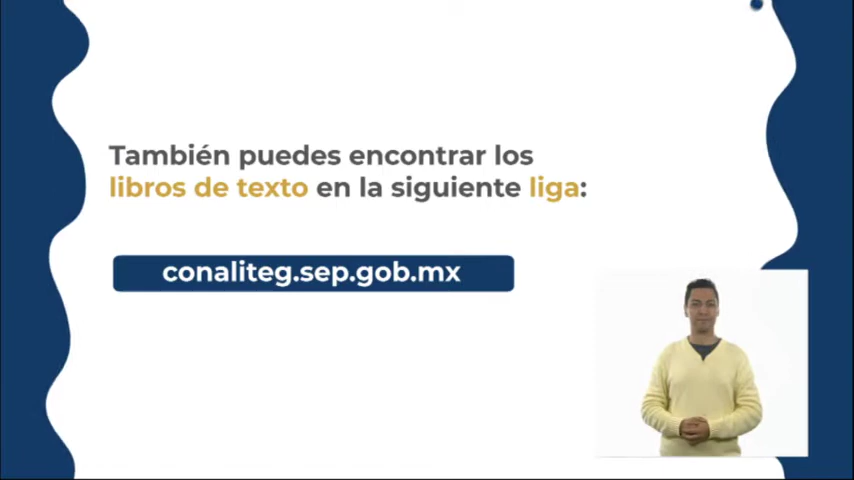 También puedes encontrar los
libros de texto en la siguiente liga:
conaliteg.sep.gob.mx